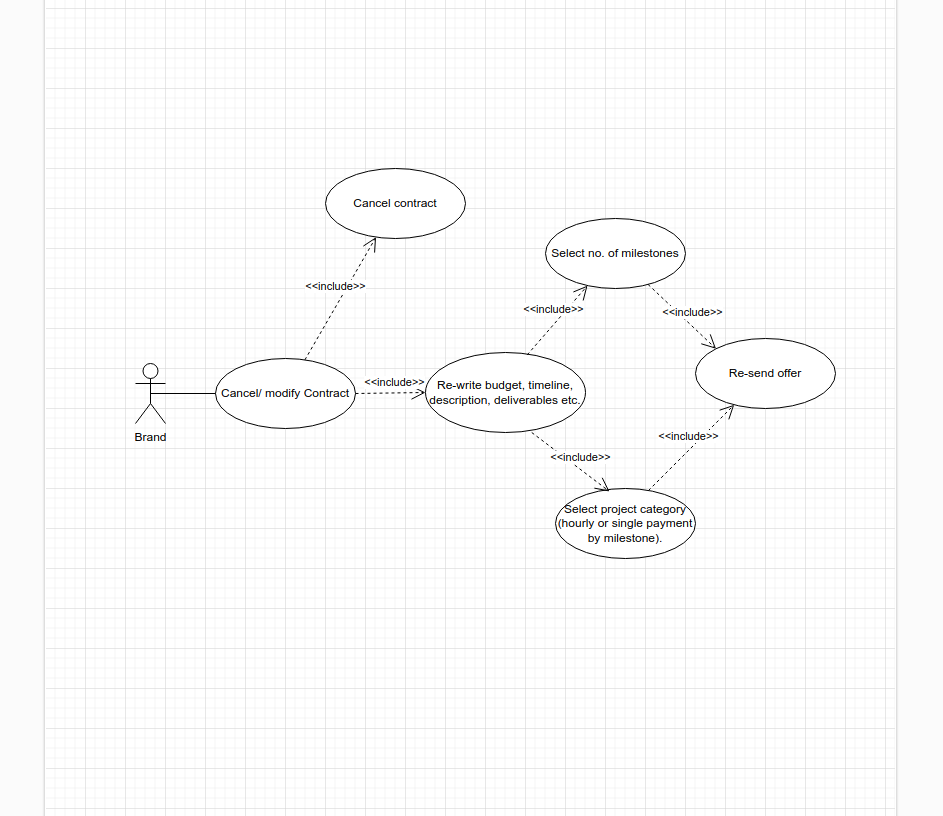 Cancel contract
Select no. of milestones
<<include>>
<<include>>
<<include>>
Re-send offer
<<include>>
Cancel/ modify Contract
Re-write budget, timeline,
description, deliverables etc.
Brand
<<include>>
<<include>>
Select project category
(hourly or single payment
by milestone).